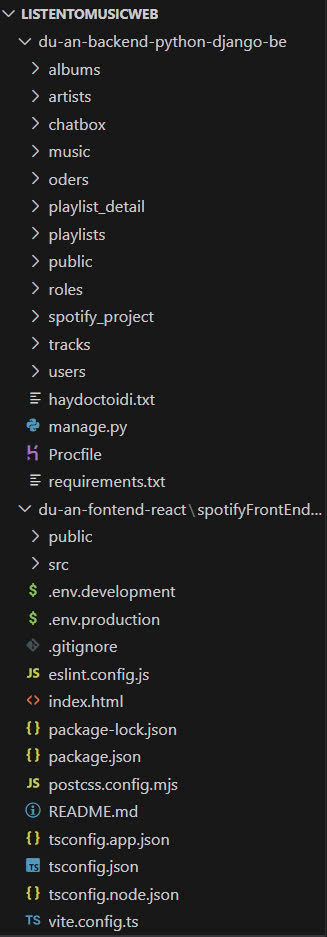 LISTENTOMUSICWEB
du-an-backend-python-django-be
albums
artists
chatbox
music
oders
playlist_detail
playlists
public
roles
spotify_project
tracks
users
haydoctoidi.txt
manage.py
Procfile
requirements.txt
du-an-fontend-react\spotifyFrontEnd...
public
src
$ .env.development
$ .env.production
.gitignore
JS eslint.config.js
<> index.html
{} package-lock.json
{} package.json
JS postcss.config.mjs
README.md
{} tsconfig.app.json
TS tsconfig.json
{} tsconfig.node.json
TS vite.config.ts